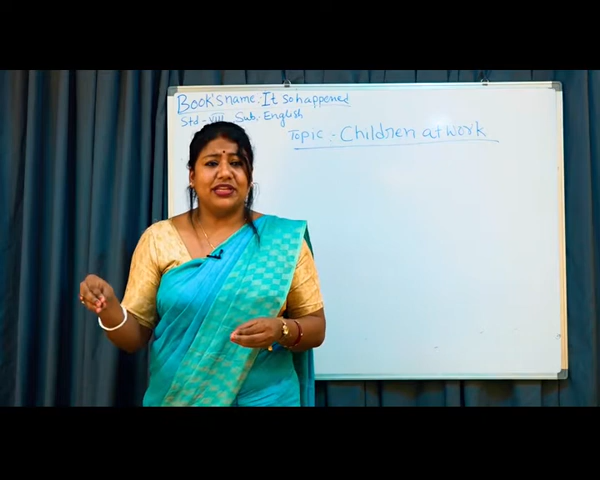 Book's name :- It so happened
Std - VIII Sub - English
Topic :- Children at work